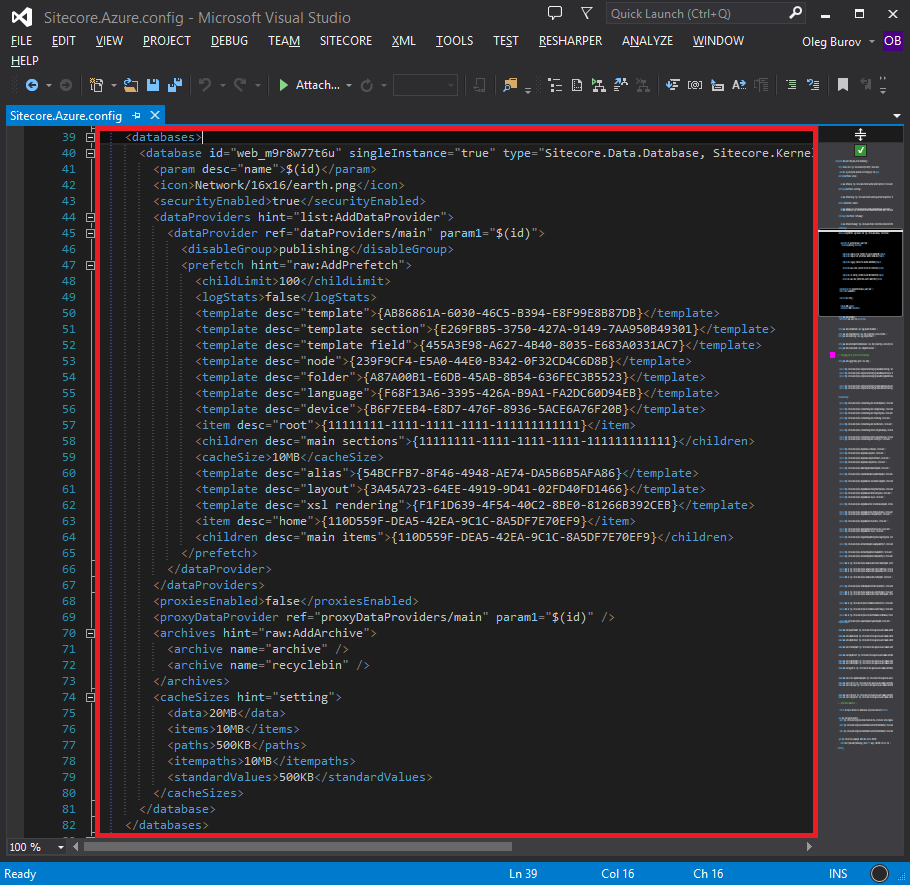 Sitecore.Azure.config - Microsoft Visual Studio
Quick Launch (Ctrl+Q)
FILE EDIT VIEW PROJECT DEBUG TEAM SITECORE XML TOOLS TEST RESHARPER ANALYZE WINDOW
Oleg Burov OB
HELP
Attach...
Sitecore.Azure.config
39 <databases>
40 <database id="web_m9r8w77t6u" singleInstance="true" type="Sitecore.Data.Database, Sitecore.Kernel
41 <param desc="name">$(id)</param>
42 <icon>Network/16x16/earth.png</icon>
43 <securityEnabled>true</securityEnabled>
44 <dataProviders hint="list:AddDataProvider">
45 <dataProvider ref="dataProviders/main" param1="$(id)">
46 <disableGroup>publishing</disableGroup>
47 <prefetch hint="raw:AddPrefetch">
48 <childLimit>100</childLimit>
49 <logStats>false</logStats>
50 <template desc="template">{AB86861A-6030-46C5-B394-E8F99E8B87DB}</template>
51 <template desc="template section">{E269FBB5-3750-427A-9149-7AA950B49301}</template>
52 <template desc="template field">{455A3E98-A627-4B40-8035-E683A0331AC7}</template>
53 <template desc="node">{239F9CF4-E5A0-44E0-B342-0F32CD4C6D8B}</template>
54 <template desc="folder">{A87A00B1-E6DB-45AB-8B54-636FEC3B5523}</template>
55 <template desc="language">{F68F13A6-3395-426A-B9A1-FA2DC60D94EB}</template>
56 <template desc="device">{B6F7EEB4-E8D7-476F-8936-5ACE6A76F20B}</template>
57 <item desc="root">{11111111-1111-1111-1111-111111111111}</item>
58 <children desc="main sections">{11111111-1111-1111-1111-111111111111}</children>
59 <cacheSize>10MB</cacheSize>
60 <template desc="alias">{54BCFFB7-8F46-4948-AE74-DA5B6B5AFA86}</template>
61 <template desc="layout">{3A45A723-64EE-4919-9D41-02FD40FD1466}</template>
62 <template desc="xsl rendering">{F1F1D639-4F54-40C2-8BE0-81266B392CEB}</template>
63 <item desc="home">{110D559F-DEA5-42EA-9C1C-8A5DF7E70EF9}</item>
64 <children desc="main items">{110D559F-DEA5-42EA-9C1C-8A5DF7E70EF9}</children>
65 </prefetch>
66 </dataProvider>
67 </dataProviders>
68 <proxiesEnabled>false</proxiesEnabled>
69 <proxyDataProvider ref="proxyDataProviders/main" param1="$(id)" />
70 <archives hint="raw:AddArchive">
71 <archive name="archive" />
72 <archive name="recyclebin" />
73 </archives>
74 <cacheSizes hint="setting">
75 <data>20MB</data>
76 <items>10MB</items>
77 <paths>500KB</paths>
78 <itempaths>10MB</itempaths>
79 <standardValues>500KB</standardValues>
80 </cacheSizes>
81 </database>
82 </databases>
100 %
Ready Ln 39 Col 16 Ch 16 INS